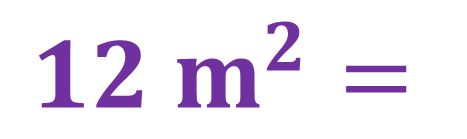 12 m² =